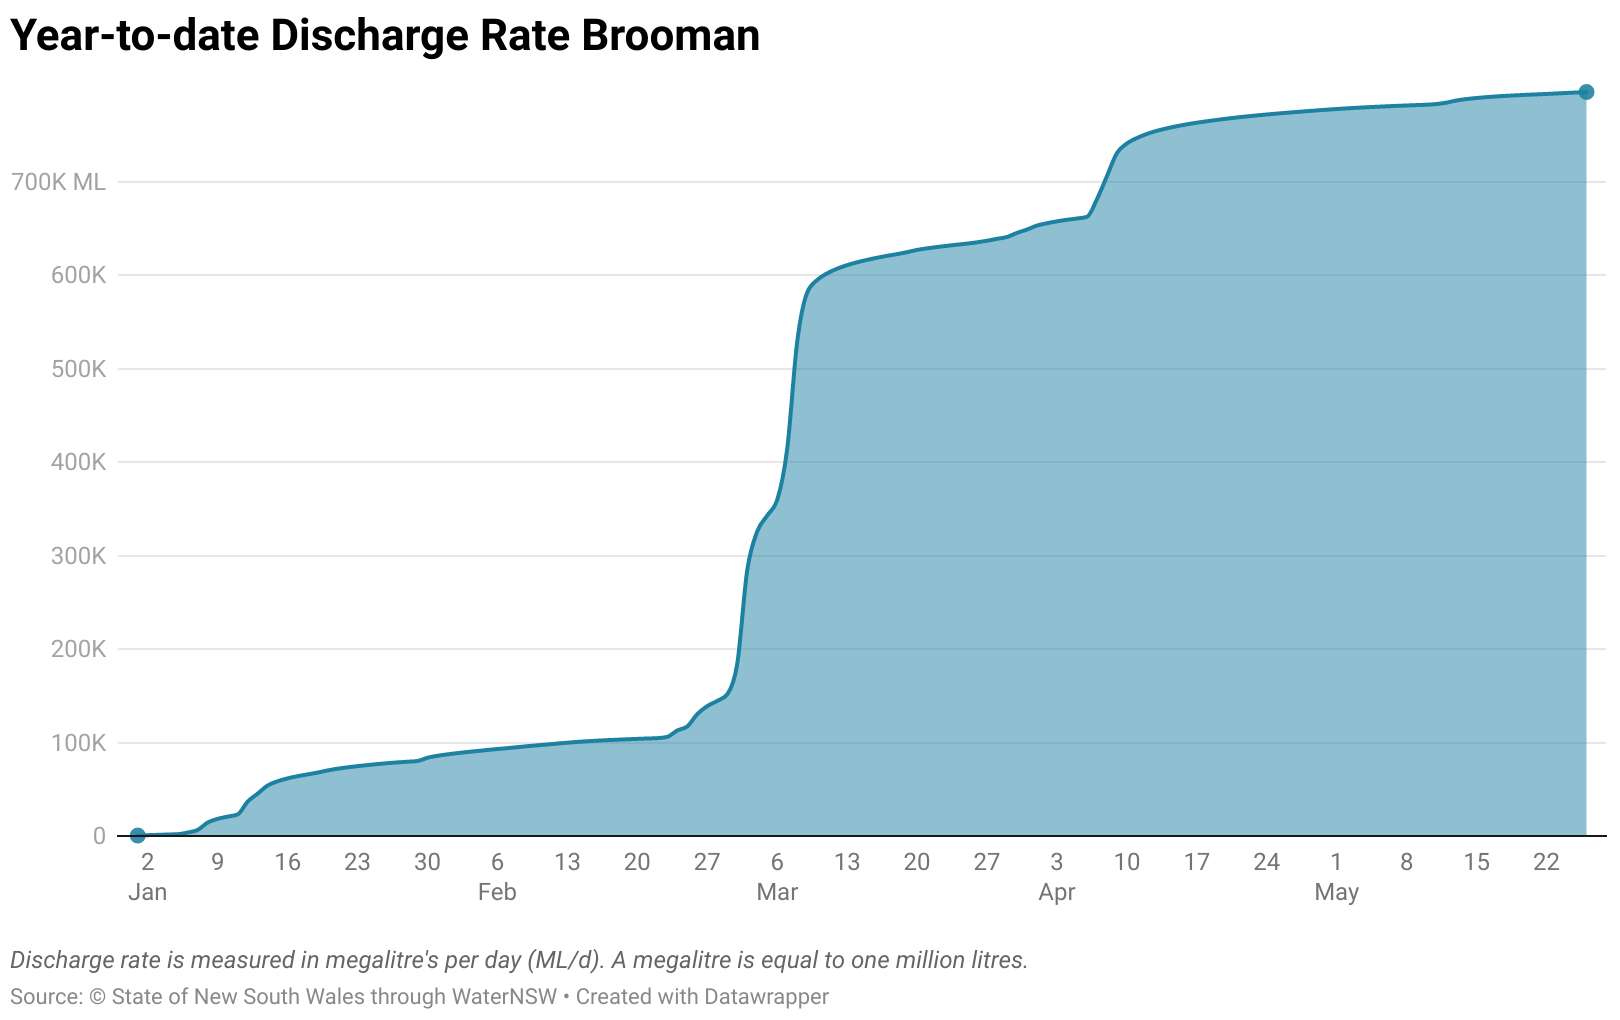 Year-to-date Discharge Rate Brooman
700K ML
600K
500K
400K
300K
200K
100K
0
2 9 16 23 30 6 13 20 27 6 13 20 27 3 10 17 24 1 8 15 22
Jan Feb Mar Apr May
Discharge rate is measured in megalitre's per day (ML/d). A megalitre is equal to one million litres.
Source: © State of New South Wales through WaterNSW • Created with Datawrapper